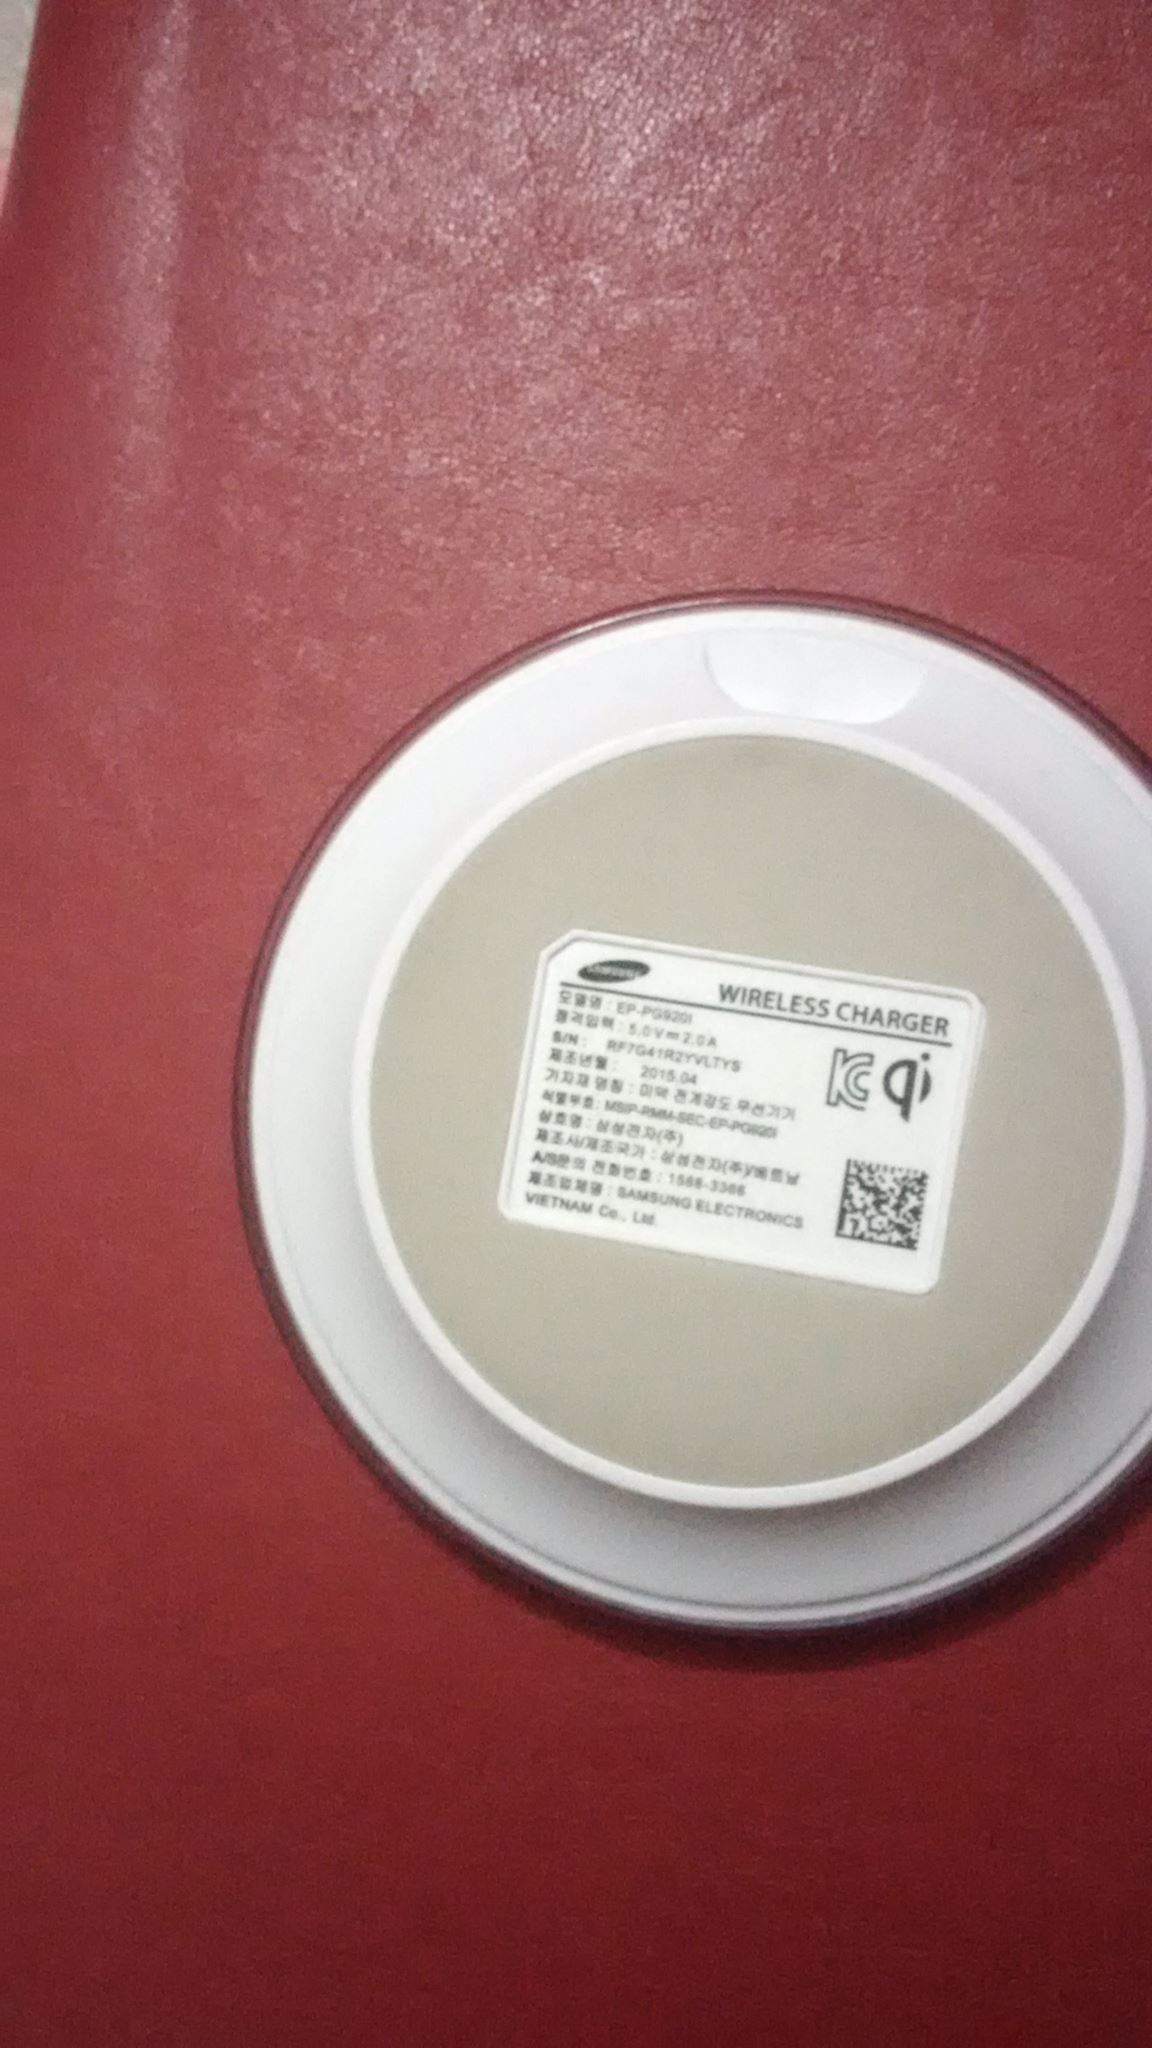 SAMSUNG
WIRELESS CHARGER
모델명 : EP-PG920I
정격입력 : 5.0V⎓2.0A
S/N : RF7G41R2YVLTYS
제조년월 : 2015.04
기자재 명칭 : 미약 전계강도 무선기기
식별부호: MSIP-RMM-SEC-EP-PG920I
상호명 : 삼성전자(주)
제조사/제조국가 : 삼성전자(주)/베트남
A/S문의 전화번호 : 1588-3366
제조업체명 : SAMSUNG ELECTRONICS
VIETNAM Co., Ltd.
KC
qi